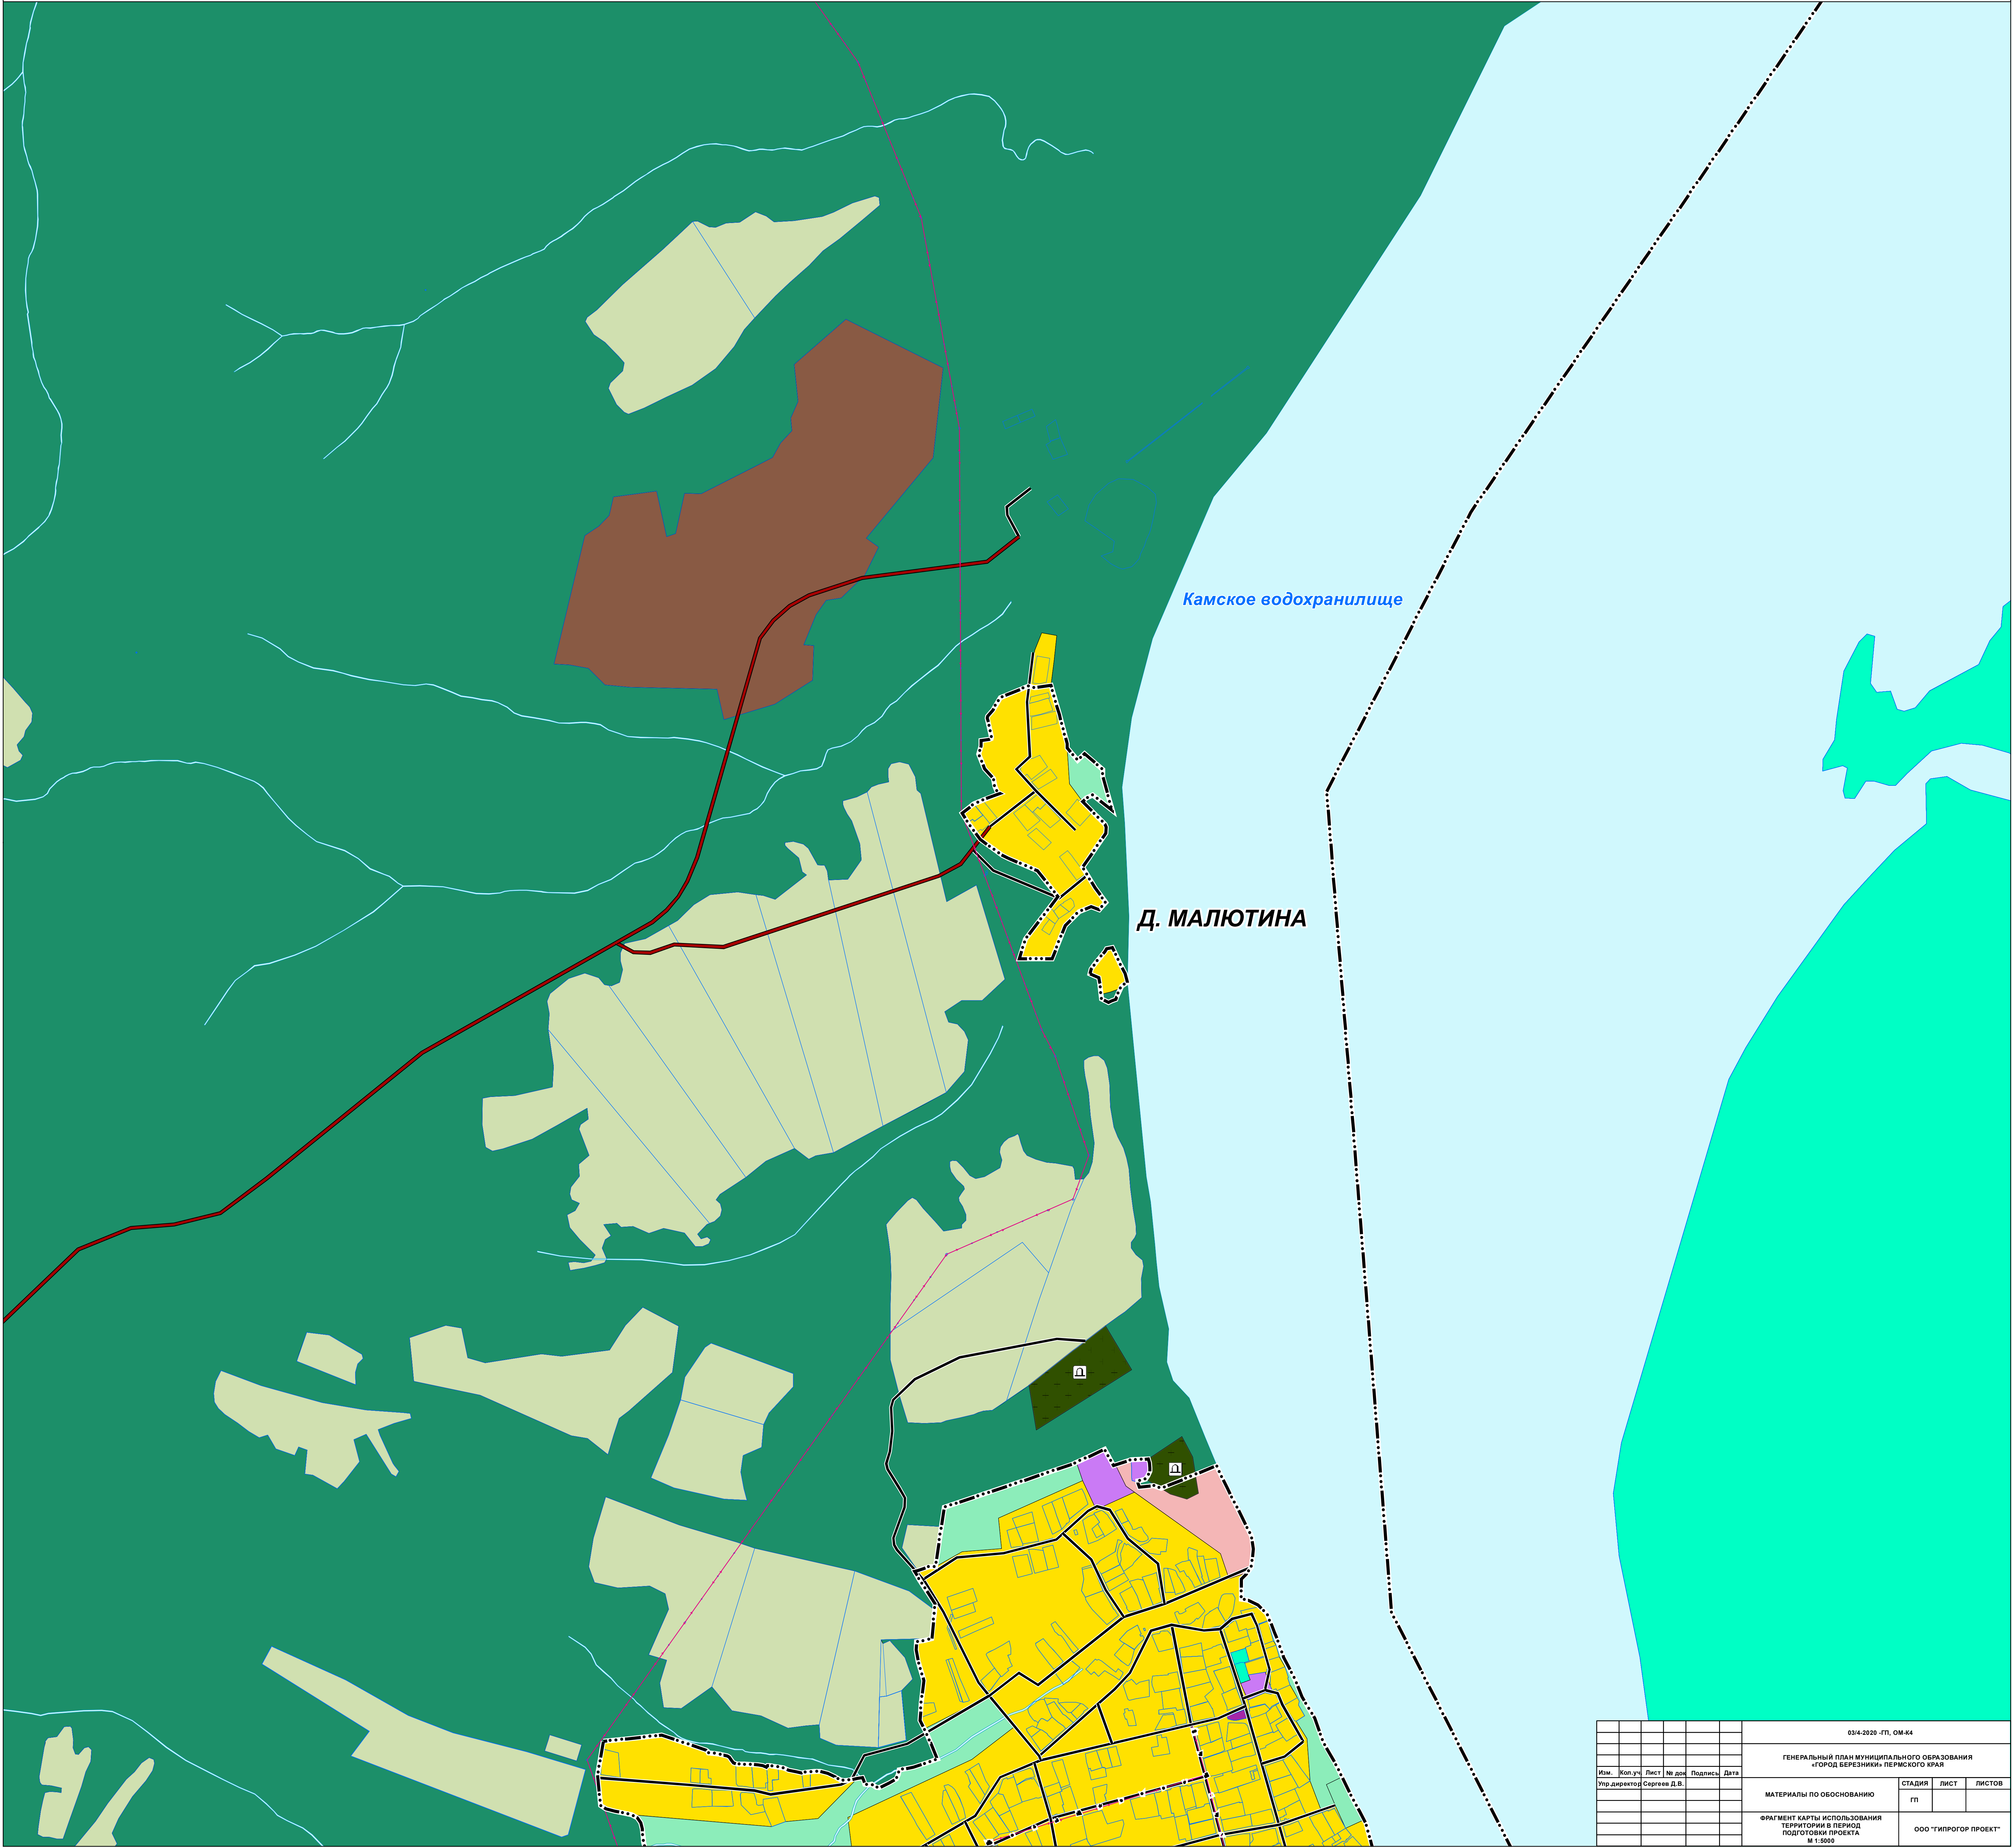 Камское водохранилище
Д. МАЛЮТИНА
03/4-2020 -ГП, ОМ-К4
ГЕНЕРАЛЬНЫЙ ПЛАН МУНИЦИПАЛЬНОГО ОБРАЗОВАНИЯ
«ГОРОД БЕРЕЗНИКИ» ПЕРМСКОГО КРАЯ
Изм. Кол.уч Лист № док Подпись Дата
Упр.директор Сергеев Д.В.
МАТЕРИАЛЫ ПО ОБОСНОВАНИЮ
СТАДИЯ ЛИСТ ЛИСТОВ
ГП
ФРАГМЕНТ КАРТЫ ИСПОЛЬЗОВАНИЯ
ТЕРРИТОРИИ В ПЕРИОД
ПОДГОТОВКИ ПРОЕКТА
М 1:5000
ООО "ГИПРОГОР ПРОЕКТ"